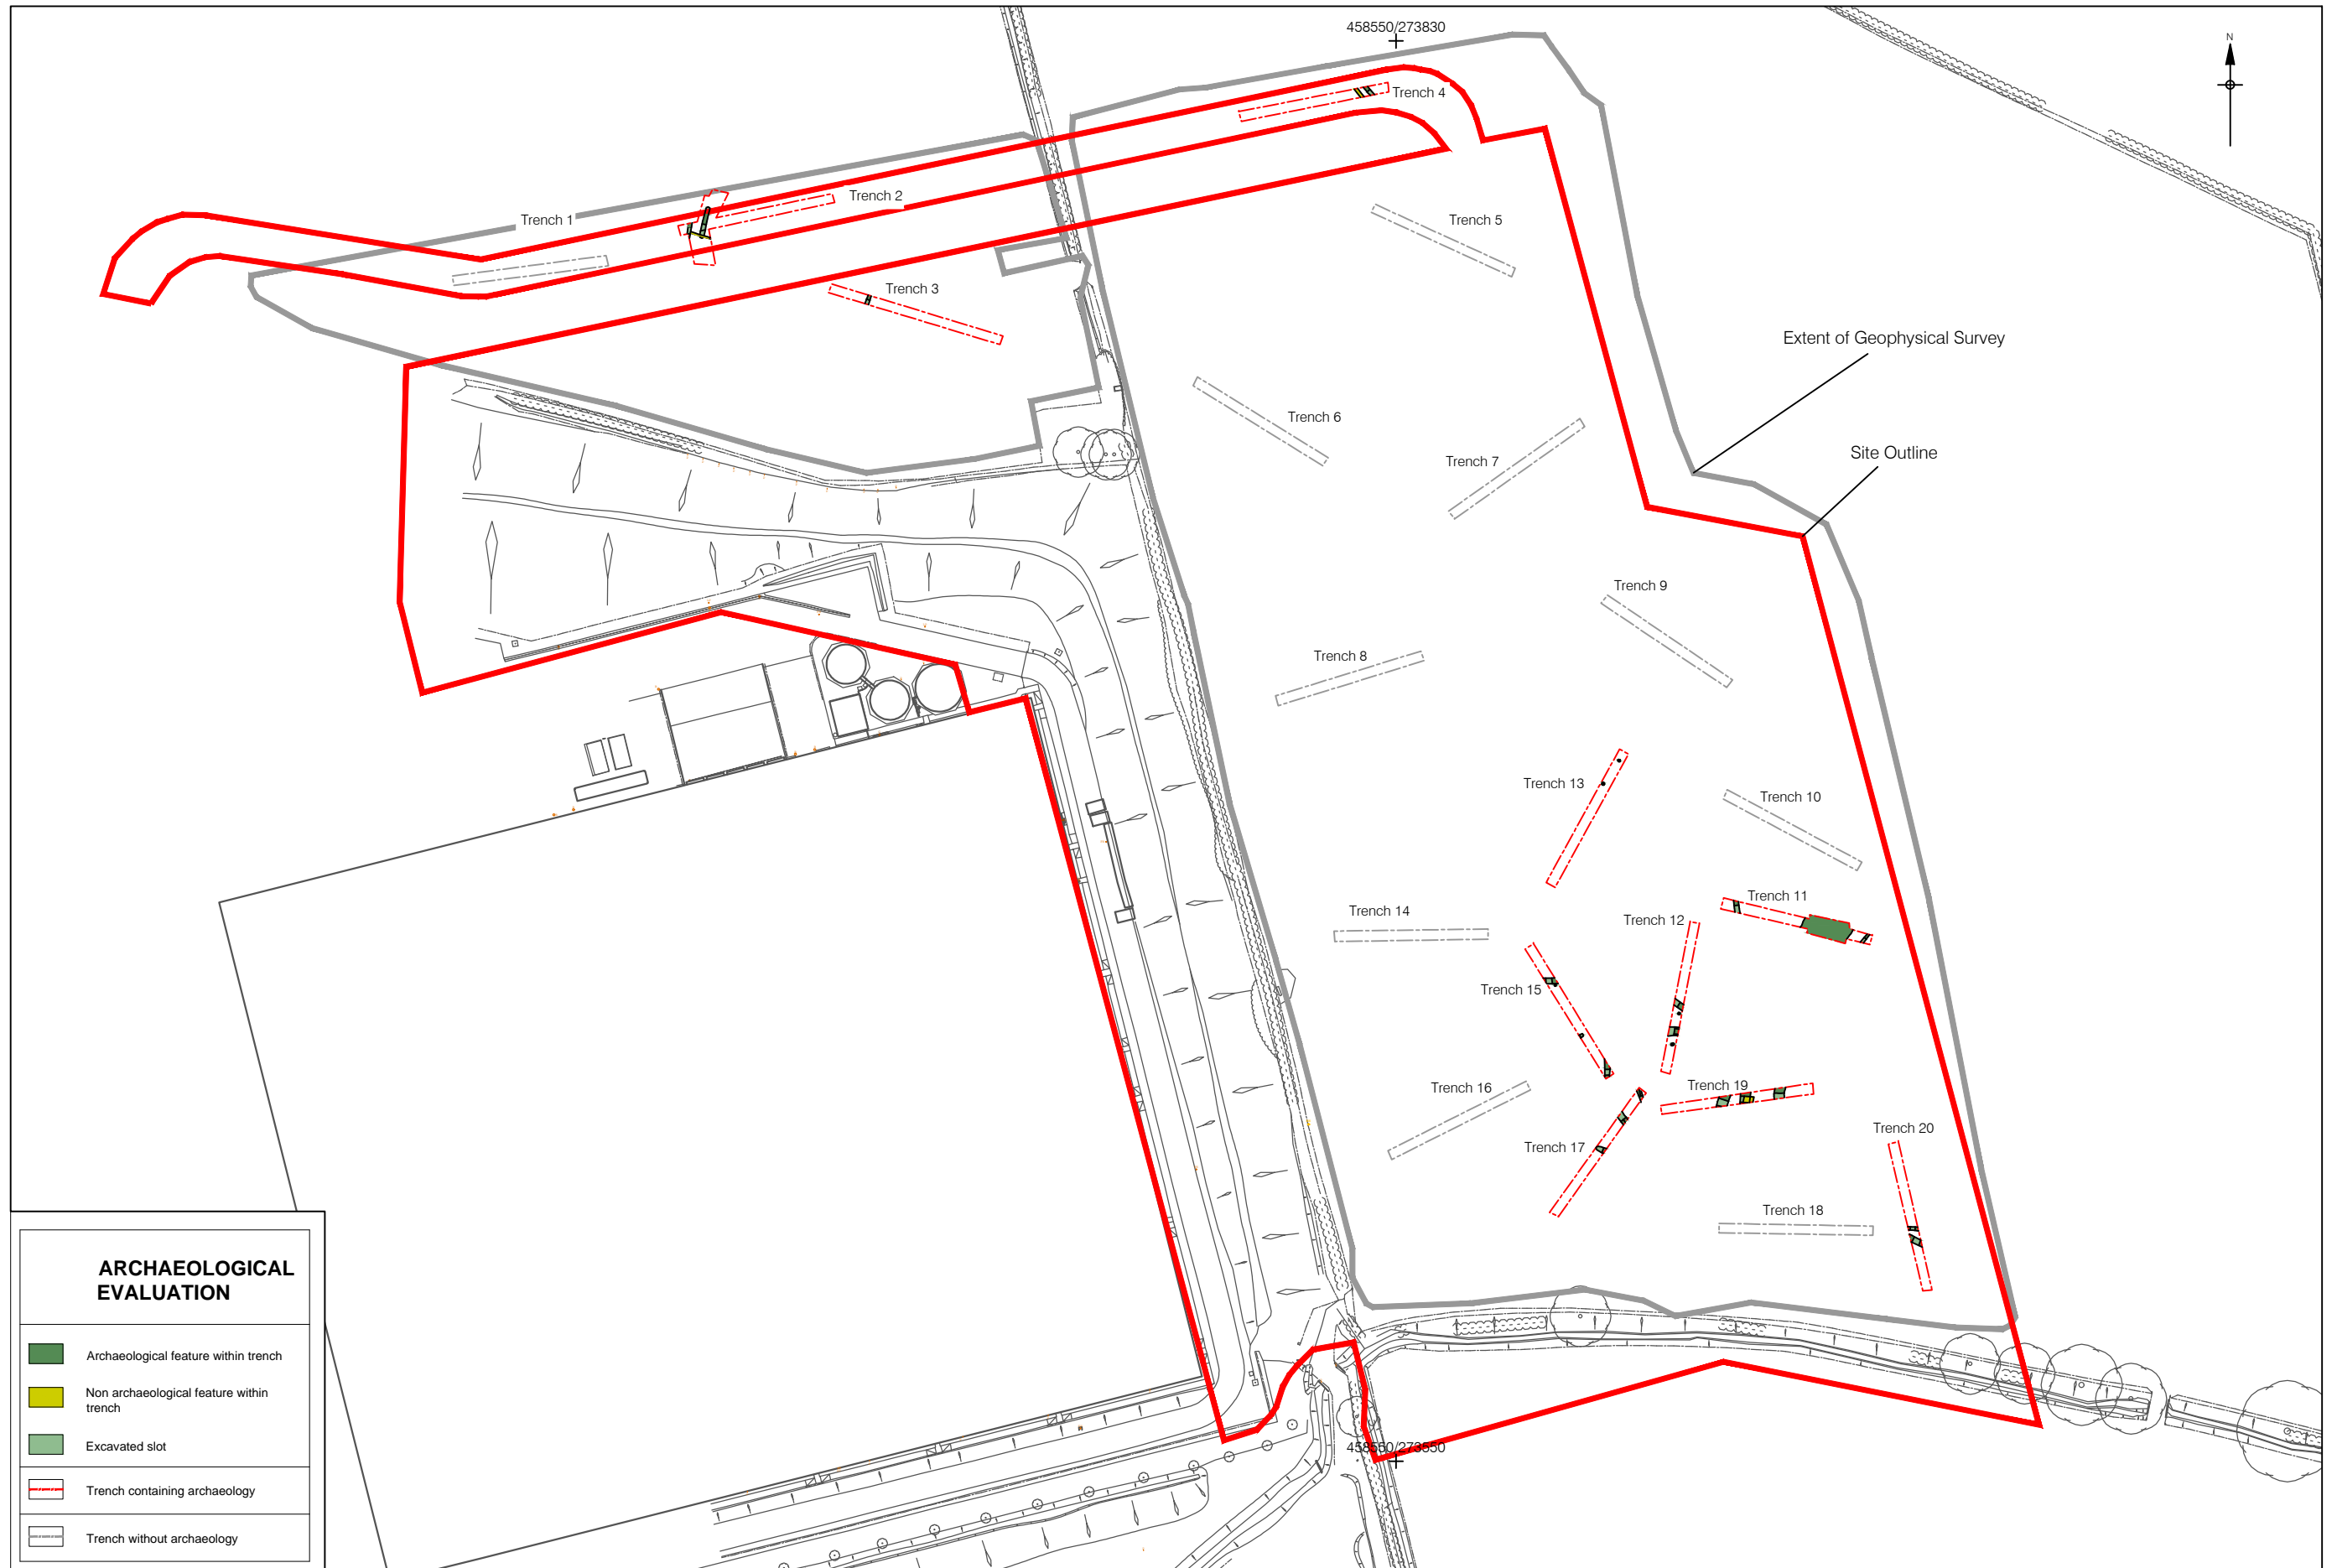 458550/273830
N
Trench 4
Trench 2
Trench 1
Trench 5
Trench 3
Extent of Geophysical Survey
Trench 6
Site Outline
Trench 7
Trench 9
Trench 8
Trench 13
Trench 10
Trench 11
Trench 14
Trench 12
Trench 15
Trench 16
Trench 19
Trench 20
Trench 17
Trench 18
458550/273550
ARCHAEOLOGICAL
EVALUATION
Archaeological feature within trench
Non archaeological feature within
trench
Excavated slot
Trench containing archaeology
Trench without archaeology